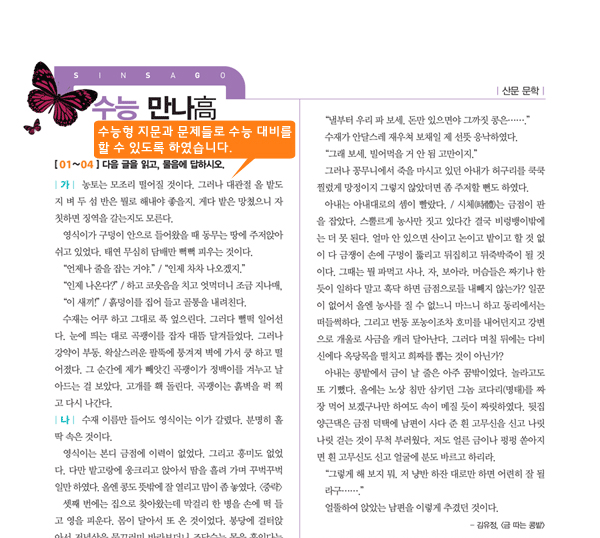 SINSAGO
수능 만나高
| 산문 문학 |
수능형 지문과 문제들로 수능 대비를
할 수 있도록 하였습니다.
[01~04] 다음 글을 읽고, 물음에 답하시오.
| 가 | 농토는 모조리 떨어질 것이다. 그러나 대관절 올 밭도
지 벼 두 섬 반은 뭘로 해내야 좋을지. 게다 밭은 망쳤으니 자
칫하면 징역을 갈는지도 모른다.
영식이가 구덩이 안으로 들어왔을 때 동무는 땅에 주저앉아
쉬고 있었다. 태연 무심히 담배만 뻑뻑 피우는 것이다.
“언제나 줄을 잡는 거야.” / “인제 차차 나오겠지.”
“인제 나온다?” / 하고 코웃음을 치고 엇먹더니 조금 지나매,
“이 새끼!” / 흙덩이를 집어 들고 골통을 내려친다.
수재는 어쿠 하고 그대로 푹 엎으린다. 그러다 뻘떡 일어선
다. 눈에 띄는 대로 곡괭이를 잡자 대뜸 달겨들었다. 그러나
강약이 부동. 왁살스러운 팔뚝에 퉁겨져 벽에 가서 쿵 하고 떨
어졌다. 그 순간에 제가 빼앗긴 곡괭이가 정백이를 겨누고 날
아드는 걸 보았다. 고개를 홱 돌린다. 곡괭이는 흙벽을 퍽 찍
고 다시 나간다.
| 나 | 수재 이름만 들어도 영식이는 이가 갈렸다. 분명히 홀
딱 속은 것이다.
영식이는 본디 금점에 이력이 없었다. 그리고 흥미도 없었
다. 다만 밭고랑에 웅크리고 앉아서 땀을 흘려 가며 꾸벅꾸벅
일만 하였다. 올엔 콩도 뜻밖에 잘 열리고 맘이 좀 놓였다. 〈중략〉
셋째 번에는 집으로 찾아왔는데 막걸리 한 병을 손에 떡 들
고 영을 피운다. 몸이 달아서 또 온 것이었다. 봉당에 걸터앉
아서 저녁상을 물끄러미 바라보더니 조당수는 몸을 훑인다는
“낼부터 우리 파 보세. 돈만 있으면야 그까짓 콩은…….”
수재가 안달스레 재우쳐 보채일 제 선뜻 응낙하였다.
“그래 보세. 빌어먹을 거 안 됨 고만이지.”
그러나 꽁무니에서 죽을 마시고 있던 아내가 허구리를 쿡쿡
찔렀게 망정이지 그렇지 않았더면 좀 주저할 뻔도 하였다.
아내는 아내대로의 셈이 빨랐다. / 시체(時體)는 금점이 판
을 잡았다. 스뿔르게 농사만 짓고 있다간 결국 비렁뱅이밖에
는 더 못 된다. 얼마 안 있으면 산이고 논이고 밭이고 할 것 없
이 다 금쟁이 손에 구멍이 뚫리고 뒤집히고 뒤죽박죽이 될 것
이다. 그때는 뭘 파먹고 사나. 자, 보아라. 머슴들은 짜기나 한
듯이 일하다 말고 훅닥 하면 금점으로들 내빼지 않는가? 일꾼
이 없어서 올엔 농사를 질 수 없느니 마느니 하고 동리에서는
떠들썩하다. 그리고 번동 포농이조차 호미를 내어던지고 강변
으로 개울로 사금을 캐러 달아난다. 그러다 며칠 뒤에는 다비
신에다 옥당목을 떨치고 희짜를 뽑는 것이 아닌가?
아내는 콩밭에서 금이 날 줄은 아주 꿈밖이었다. 놀라고도
또 기뻤다. 올에는 노상 침만 삼키던 그놈 코다리(명태)를 짜
장 먹어 보겠구나만 하여도 속이 메질 듯이 짜릿하였다. 뒷집
양근댁은 금점 덕택에 남편이 사다 준 흰 고무신을 신고 나릿
나릿 걷는 것이 무척 부러웠다. 저도 얼른 금이나 펑펑 쏟아지
면 흰 고무신도 신고 얼굴에 분도 바르고 하리라.
“그렇게 해 보지 뭐. 저 냥반 하잔 대로만 하면 어련히 잘 될
라구…….”
얼뚤하여 앉았는 남편을 이렇게 추겼던 것이다.
- 김유정, 〈금 따는 콩밭〉